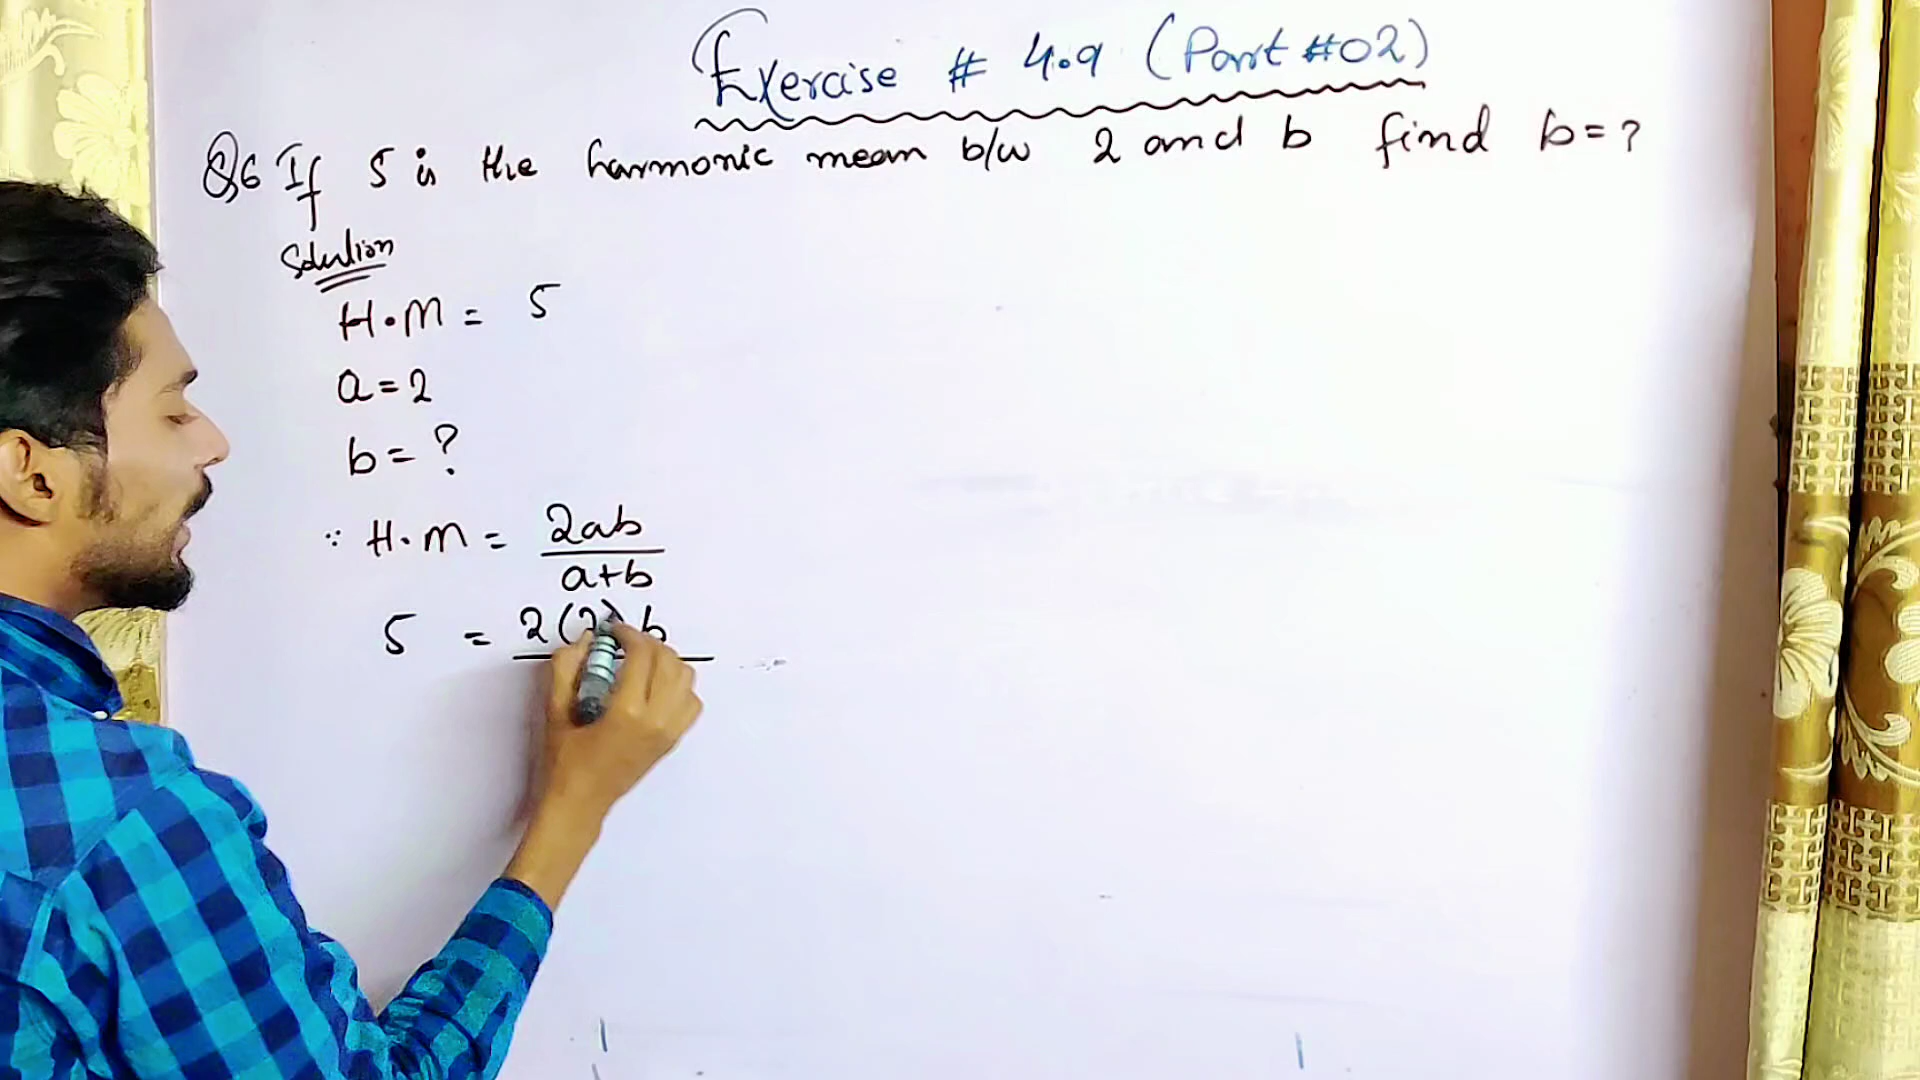 Exercise # 4.9 (Part #02)
Q6 If 5 is the harmonic mean b/w 2 and b find b=?
Solution
H.M = 5
a=2
b= ?
∵ H.M = 2ab
a+b
5 = 2(2) b